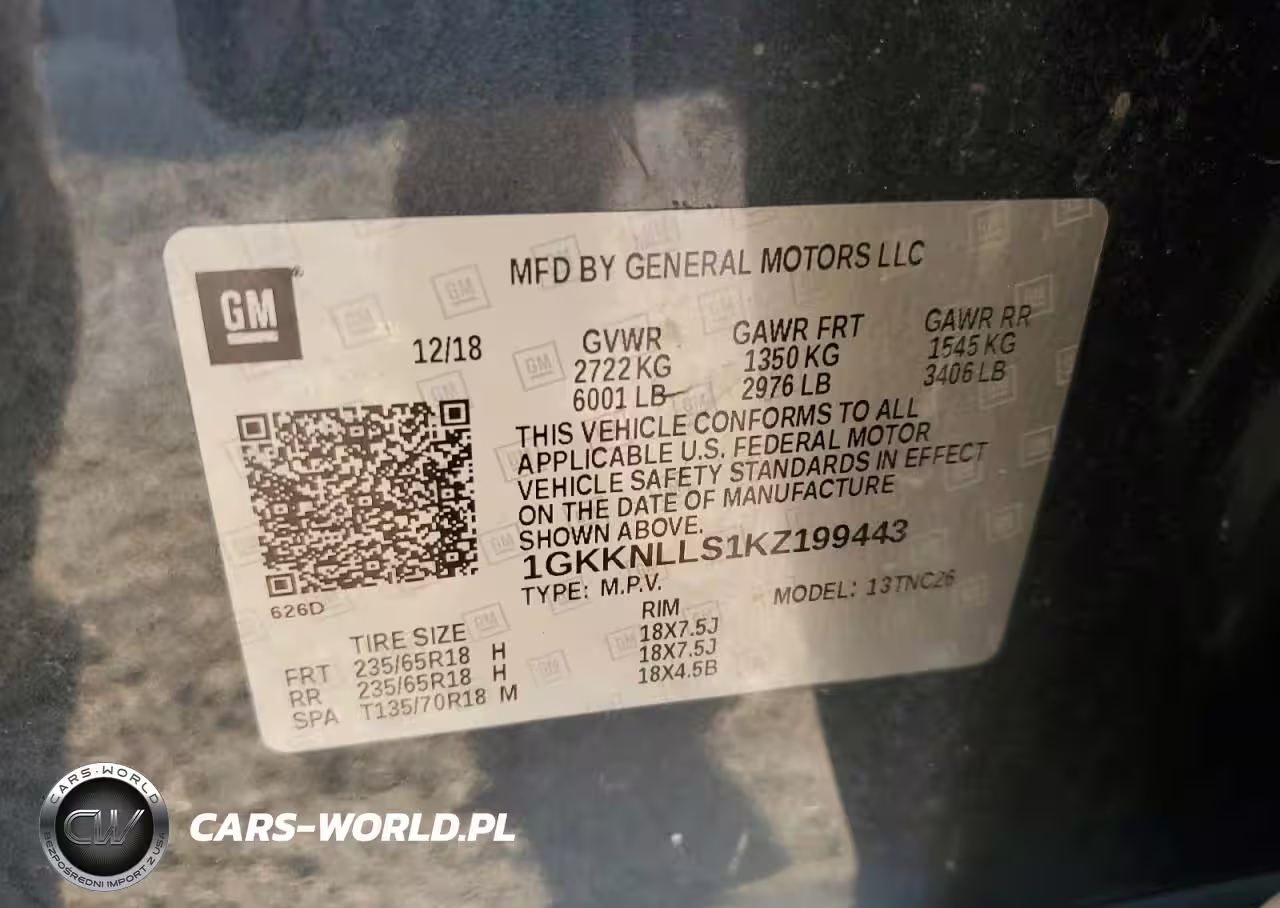 MFD BY GENERAL MOTORS LLC
GM
12/18
GVWR GAWR FRT GAWR RR
2722 KG 1350 KG 1545 KG
6001 LB 2976 LB 3406 LB
THIS VEHICLE CONFORMS TO ALL
APPLICABLE U.S. FEDERAL MOTOR
VEHICLE SAFETY STANDARDS IN EFFECT
ON THE DATE OF MANUFACTURE
SHOWN ABOVE.
1GKKNLLS1KZ199443
TYPE: M.P.V. MODEL: 13TNC26
626D
TIRE SIZE RIM
FRT 235/65R18 H 18X7.5J
RR 235/65R18 H 18X7.5J
SPA T135/70R18 M 18X4.5B
CARS-WORLD
CW
BEZPOŚREDNI IMPORT Z USA
CARS-WORLD.PL